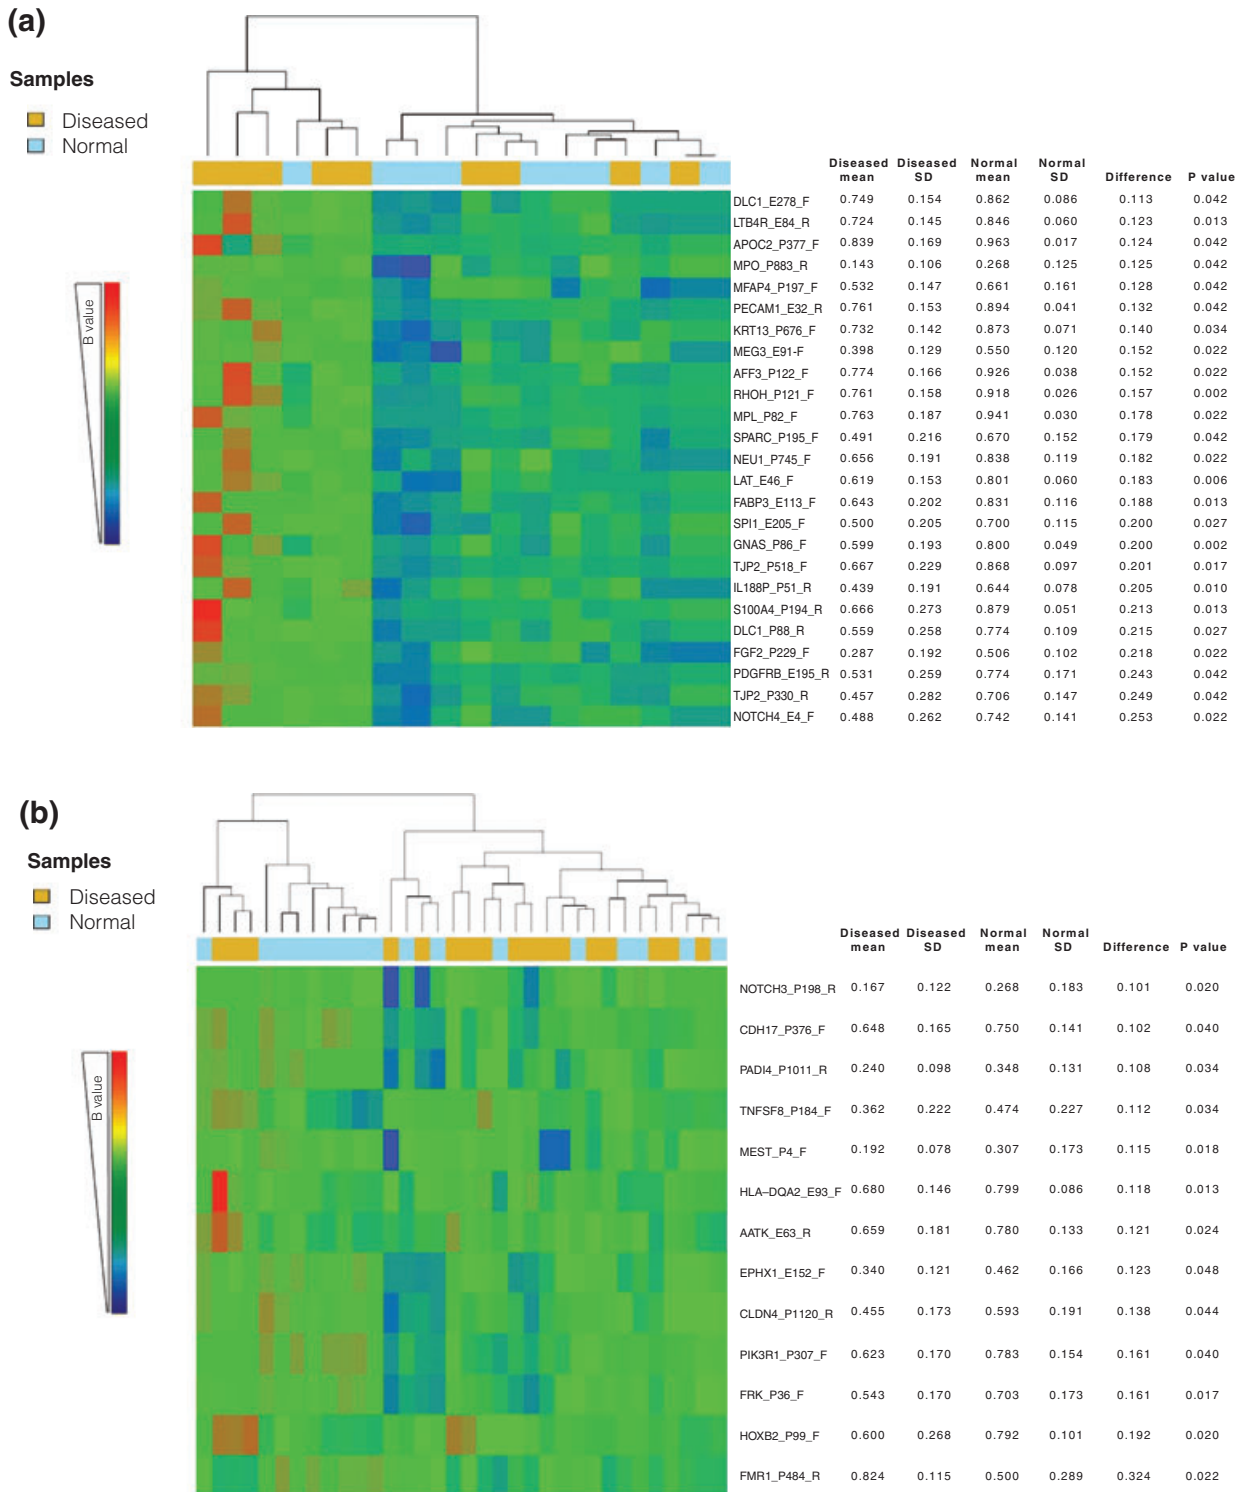 (a)
Samples
Diseased
Normal
B value
Diseased mean Diseased SD Normal mean Normal SD Difference P value
DLC1_E278_F 0.749 0.154 0.862 0.086 0.113 0.042
LTB4R_E84_R 0.724 0.145 0.846 0.060 0.123 0.013
APOC2_P377_F 0.839 0.169 0.963 0.017 0.124 0.042
MPO_P883_R 0.143 0.106 0.268 0.125 0.125 0.042
MFAP4_P197_F 0.532 0.147 0.661 0.161 0.128 0.042
PECAM1_E32_R 0.761 0.153 0.894 0.041 0.132 0.042
KRT13_P676_F 0.732 0.142 0.873 0.071 0.140 0.034
MEG3_E91-F 0.398 0.129 0.550 0.120 0.152 0.022
AFF3_P122_F 0.774 0.166 0.926 0.038 0.152 0.022
RHOH_P121_F 0.761 0.158 0.918 0.026 0.157 0.002
MPL_P82_F 0.763 0.187 0.941 0.030 0.178 0.022
SPARC_P195_F 0.491 0.216 0.670 0.152 0.179 0.042
NEU1_P745_F 0.656 0.191 0.838 0.119 0.182 0.022
LAT_E46_F 0.619 0.153 0.801 0.060 0.183 0.006
FABP3_E113_F 0.643 0.202 0.831 0.116 0.188 0.013
SPI1_E205_F 0.500 0.205 0.700 0.115 0.200 0.027
GNAS_P86_F 0.599 0.193 0.800 0.049 0.200 0.002
TJP2_P518_F 0.667 0.229 0.868 0.097 0.201 0.017
IL188P_P51_R 0.439 0.191 0.644 0.078 0.205 0.010
S100A4_P194_R 0.666 0.273 0.879 0.051 0.213 0.013
DLC1_P88_R 0.559 0.258 0.774 0.109 0.215 0.027
FGF2_P229_F 0.287 0.192 0.506 0.102 0.218 0.022
PDGFRB_E195_R 0.531 0.259 0.774 0.171 0.243 0.042
TJP2_P330_R 0.457 0.282 0.706 0.147 0.249 0.042
NOTCH4_E4_F 0.488 0.262 0.742 0.141 0.253 0.022
(b)
Samples
Diseased
Normal
B value
Diseased mean Diseased SD Normal mean Normal SD Difference P value
NOTCH3_P198_R 0.167 0.122 0.268 0.183 0.101 0.020
CDH17_P376_F 0.648 0.165 0.750 0.141 0.102 0.040
PADI4_P1011_R 0.240 0.098 0.348 0.131 0.108 0.034
TNFSF8_P184_F 0.362 0.222 0.474 0.227 0.112 0.034
MEST_P4_F 0.192 0.078 0.307 0.173 0.115 0.018
HLA–DQA2_E93_F 0.680 0.146 0.799 0.086 0.118 0.013
AATK_E63_R 0.659 0.181 0.780 0.133 0.121 0.024
EPHX1_E152_F 0.340 0.121 0.462 0.166 0.123 0.048
CLDN4_P1120_R 0.455 0.173 0.593 0.191 0.138 0.044
PIK3R1_P307_F 0.623 0.170 0.783 0.154 0.161 0.040
FRK_P36_F 0.543 0.170 0.703 0.173 0.161 0.017
HOXB2_P99_F 0.600 0.268 0.792 0.101 0.192 0.020
FMR1_P484_R 0.824 0.115 0.500 0.289 0.324 0.022